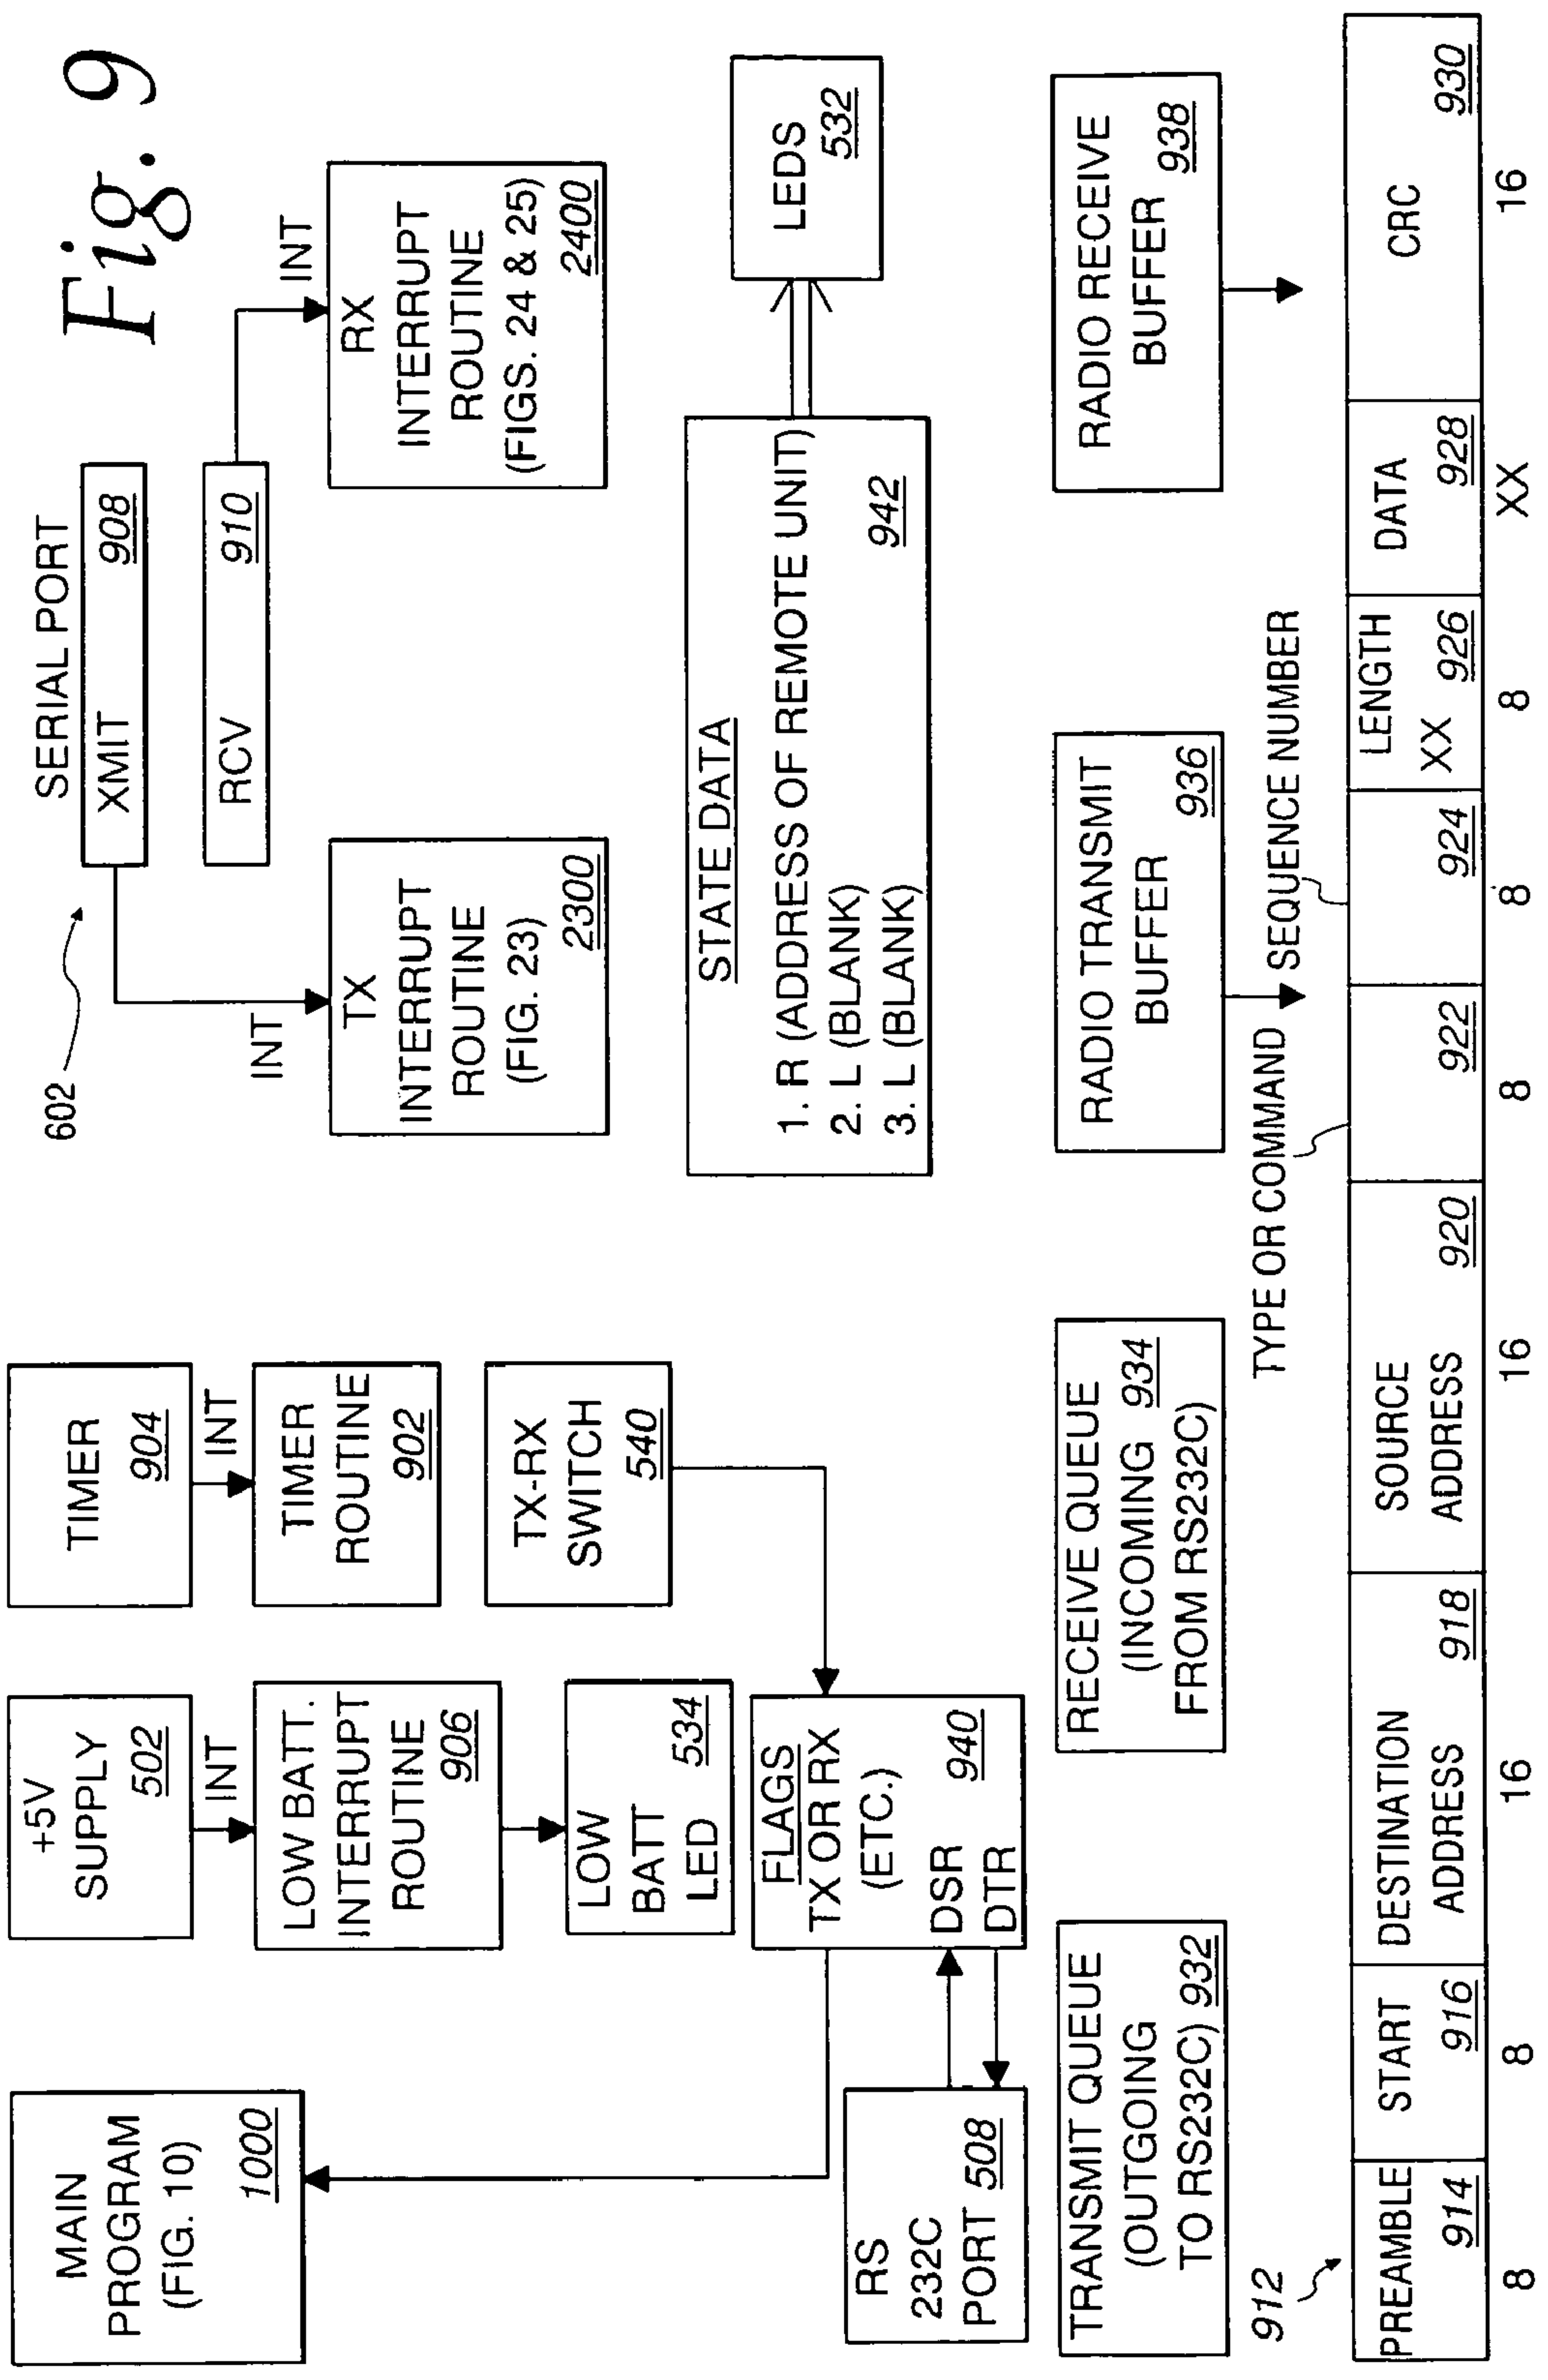 Fig. 9
MAIN
PROGRAM
(FIG. 10)
1000
+5V
SUPPLY
502
INT
LOW BATT.
INTERRUPT
ROUTINE
906
LOW
BATT
LED
534
TIMER
904
INT
TIMER
ROUTINE
902
TX-RX
SWITCH
540
602
SERIAL PORT
XMIT 908
RCV 910
INT
TX
INTERRUPT
ROUTINE
(FIG. 23)
2300
INT
RX
INTERRUPT
ROUTINE
(FIGS. 24 & 25)
2400
FLAGS
TX OR RX
(ETC.)
940
DSR
DTR
RS
232C
PORT 508
STATE DATA
1. R (ADDRESS OF REMOTE UNIT)
2. L (BLANK)
3. L (BLANK)
942
LEDS
532
TRANSMIT QUEUE
(OUTGOING
TO RS232C) 932
RECEIVE QUEUE
(INCOMING 934
FROM RS232C)
RADIO TRANSMIT
BUFFER
936
RADIO RECEIVE
BUFFER
938
912
TYPE OR COMMAND
SEQUENCE NUMBER
PREAMBLE
914
START
916
DESTINATION
ADDRESS
918
SOURCE
ADDRESS
920
922
924
LENGTH
XX 926
DATA
928
CRC
930
8 8 16 16 8 8 8 XX 16